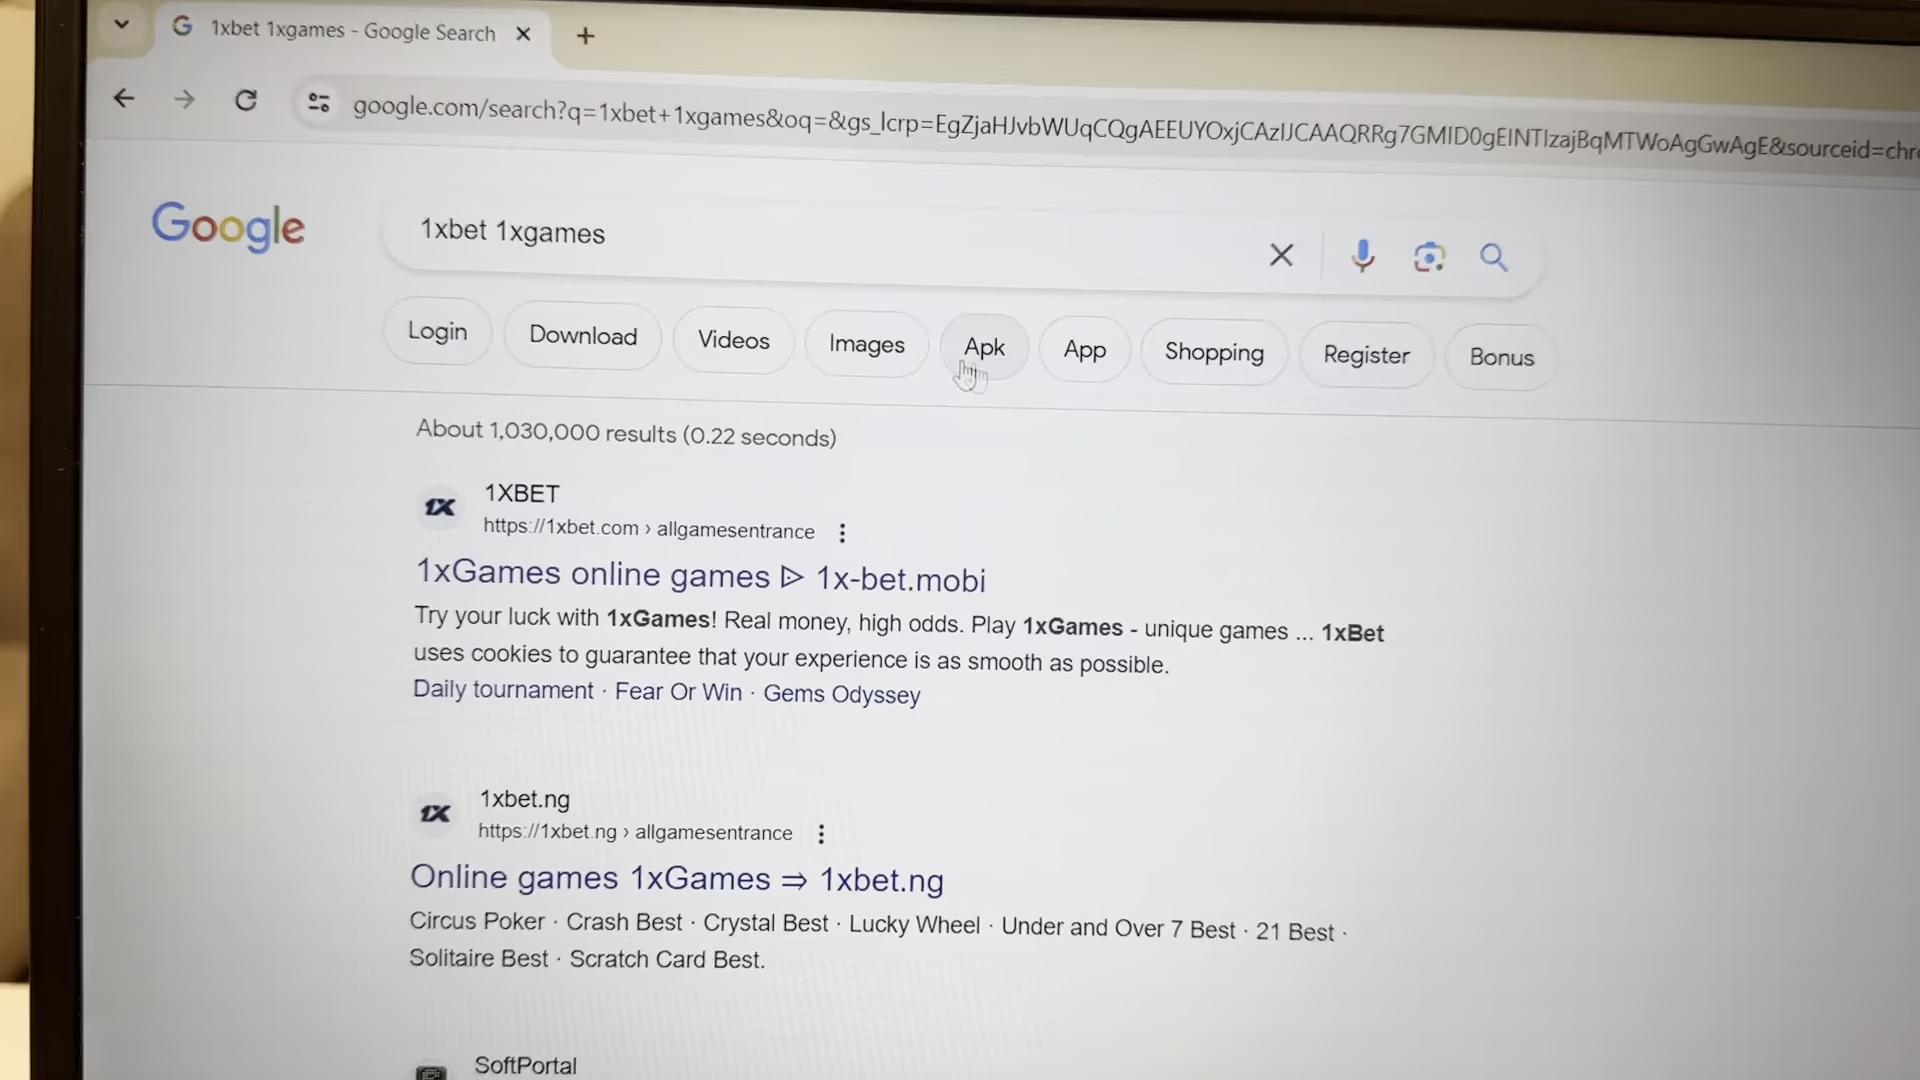 1xbet 1xgames - Google Search
google.com/search?q=1xbet+1xgames&oq=&gs_lcrp=
Google
1xbet 1xgames
Login Download Videos Images Apk App Shopping Register Bonus
About 1,030,000 results (0.22 seconds)
1X
1XBET
https://1xbet.com › allgamesentrance
1xGames online games ▷ 1x-bet.mobi
Try your luck with 1xGames! Real money, high odds. Play 1xGames - unique games ... 1xBet
uses cookies to guarantee that your experience is as smooth as possible.
Daily tournament · Fear Or Win · Gems Odyssey
1X
1xbet.ng
https://1xbet.ng › allgamesentrance
Online games 1xGames ⇒ 1xbet.ng
Circus Poker · Crash Best · Crystal Best · Lucky Wheel · Under and Over 7 Best · 21 Best ·
Solitaire Best · Scratch Card Best.
SoftPortal